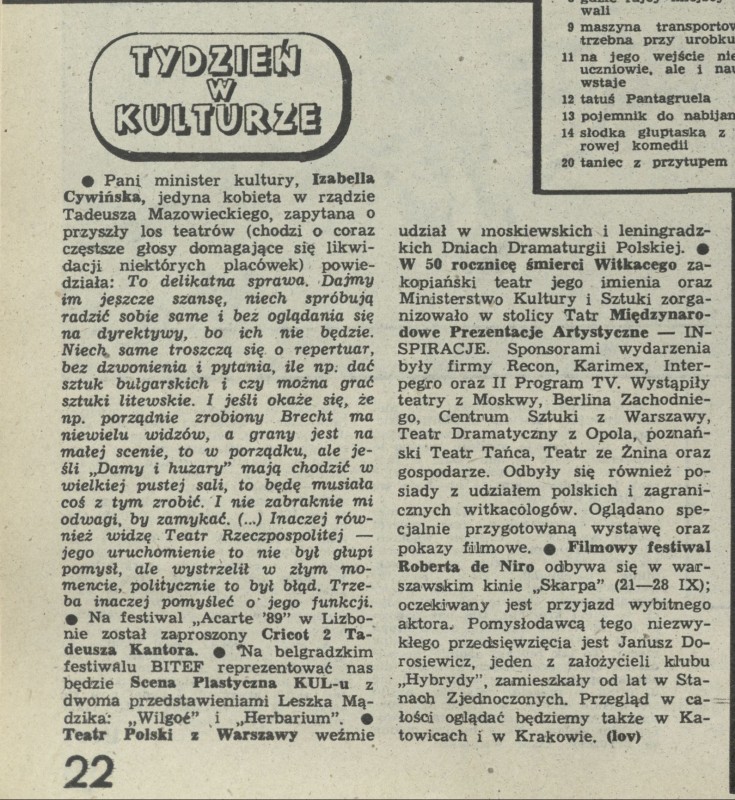 TYDZIEŃ
W
KULTURZE
● Pani minister kultury, Izabella
Cywińska, jedyna kobieta w rządzie
Tadeusza Mazowieckiego, zapytana o
przyszły los teatrów (chodzi o coraz
częstsze głosy domagające się likwi-
dacji niektórych placówek) powie-
działa: To delikatna sprawa. Dajmy
im jeszcze szansę, niech spróbują
radzić sobie same i bez oglądania się
na dyrektywy, bo ich nie będzie.
Niech same troszczą się o repertuar,
bez dzwonienia i pytania, ile np. dać
sztuk bułgarskich i czy można grać
sztuki litewskie. I jeśli okaże się, że
np. porządnie zrobiony Brecht ma
niewielu widzów, a grany jest na
małej scenie, to w porządku, ale je-
śli „Damy i huzary" mają chodzić w
wielkiej pustej sali, to będę musiała
coś z tym zrobić. I nie zabraknie mi
odwagi, by zamykać. (...) Inaczej rów-
nież widzę Teatr Rzeczpospolitej —
jego uruchomienie to nie był głupi
pomysł, ale wystrzelił w złym mo-
mencie, politycznie to był błąd. Trze-
ba inaczej pomyśleć o jego funkcji.
● Na festiwal „Acarte '89" w Lizbo-
nie został zaproszony Cricot 2 Ta-
deusza Kantora. ● Na belgradzkim
festiwalu BITEF reprezentować nas
będzie Scena Plastyczna KUL-u z
dwoma przedstawieniami Leszka Mą-
dzika: „Wilgoć" i „Herbarium". ●
Teatr Polski z Warszawy weźmie
22
udział w moskiewskich i leningradz-
kich Dniach Dramaturgii Polskiej. ●
W 50 rocznicę śmierci Witkacego za-
kopiański teatr jego imienia oraz
Ministerstwo Kultury i Sztuki zorga-
nizowało w stolicy Tatr Międzynaro-
dowe Prezentacje Artystyczne — IN-
SPIRACJE. Sponsorami wydarzenia
były firmy Recon, Karimex, Inter-
pegro oraz II Program TV. Wystąpiły
teatry z Moskwy, Berlina Zachodnie-
go, Centrum Sztuki z Warszawy,
Teatr Dramatyczny z Opola, poznań-
ski Teatr Tańca, Teatr ze Żnina oraz
gospodarze. Odbyły się również po-
siady z udziałem polskich i zagrani-
cznych witkacologów. Oglądano spe-
cjalnie przygotowaną wystawę oraz
pokazy filmowe. ● Filmowy festiwal
Roberta de Niro odbywa się w war-
szawskim kinie „Skarpa" (21—28 IX);
oczekiwany jest przyjazd wybitnego
aktora. Pomysłodawcą tego niezwy-
kłego przedsięwzięcia jest Janusz Do-
rosiewicz, jeden z założycieli klubu
„Hybrydy", zamieszkały od lat w Sta-
nach Zjednoczonych. Przegląd w ca-
łości oglądać będziemy także w Ka-
towicach i w Krakowie. (lov)
wali
9 maszyna
trzebna przy urobku
11 na jego wejście
uczniowie, ale i
wstaje
12 tatuś Pantagruela
13 pojemnik do
14 słodka głuptaska z
rowej komedii
20 taniec z przytupem